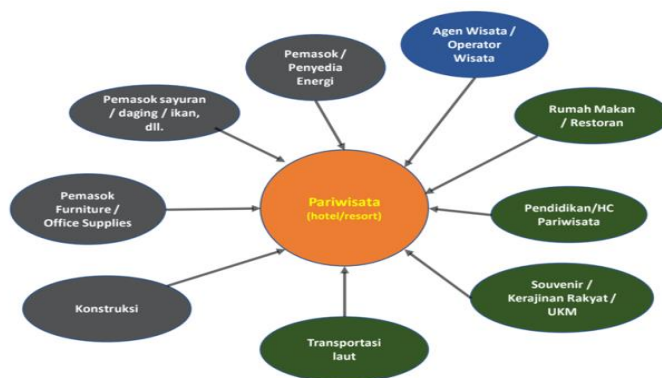 Agen Wisata /
Operator
Wisata
Pemasok /
Penyedia
Energi
Pemasok sayuran
/ daging / ikan,
dll.
Rumah Makan
/ Restoran
Pariwisata
(hotel/resort)
Pemasok
Furniture /
Office Supplies
Pendidikan/HC
Pariwisata
Konstruksi
Souvenir /
Kerajinan Rakyat /
UKM
Transportasi
laut